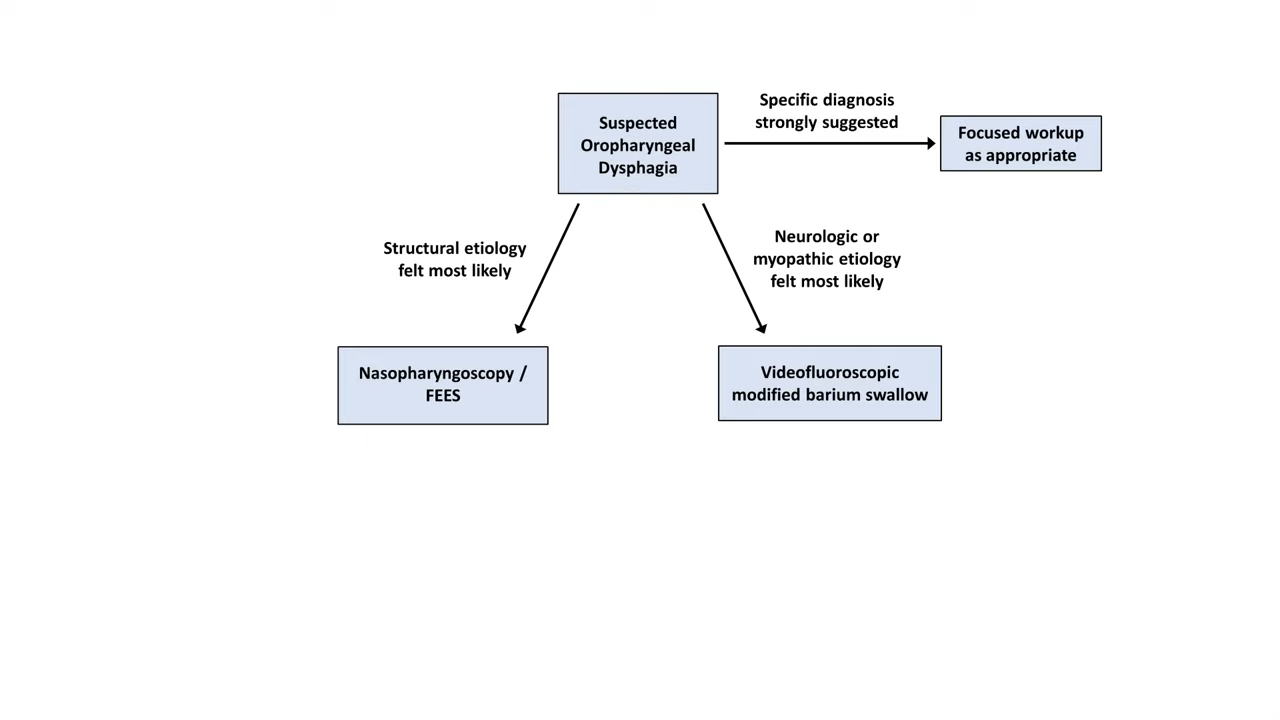 Suspected
Oropharyngeal
Dysphagia
Specific diagnosis
strongly suggested
Focused workup
as appropriate
Structural etiology
felt most likely
Neurologic or
myopathic etiology
felt most likely
Nasopharyngoscopy /
FEES
Videofluoroscopic
modified barium swallow